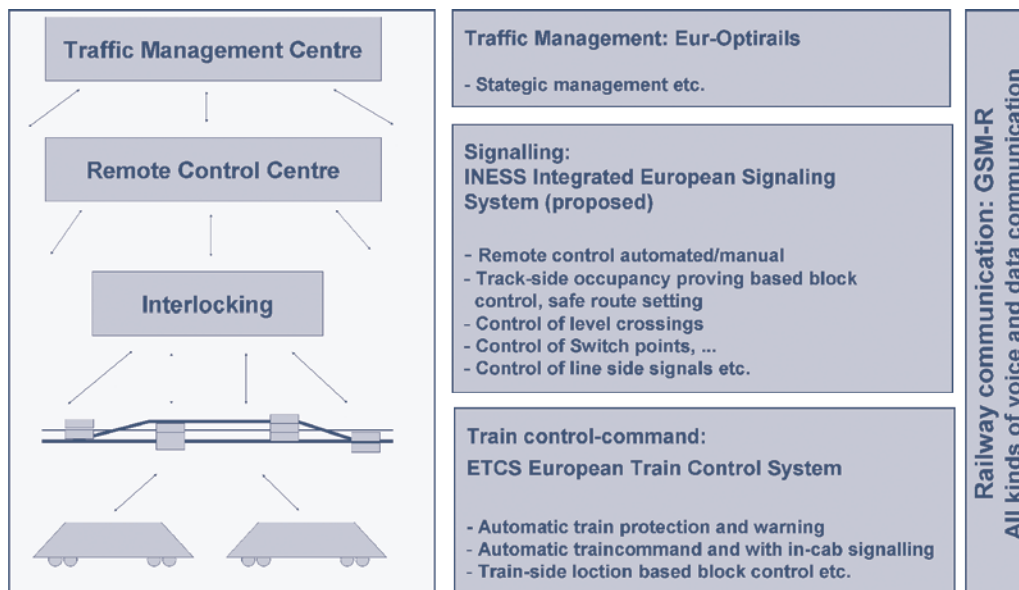 Traffic Management Centre
Remote Control Centre
Interlocking
Traffic Management: Eur-Optirails
- Stategic management etc.
Signalling:
INESS Integrated European Signaling
System (proposed)
- Remote control automated/manual
- Track-side occupancy proving based block
control, safe route setting
- Control of level crossings
- Control of Switch points, ...
- Control of line side signals etc.
Train control-command:
ETCS European Train Control System
- Automatic train protection and warning
- Automatic traincommand and with in-cab signalling
- Train-side loction based block control etc.
Railway communication: GSM-R
All kinds of voice and data communication